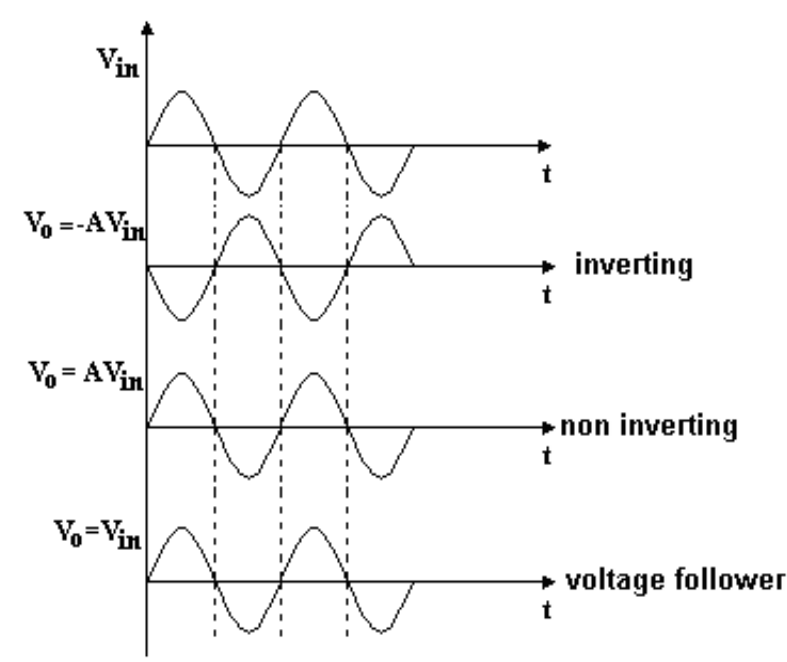 Vin
t
Vo =-AVin
inverting
t
Vo = AVin
non inverting
t
Vo=Vin
voltage follower
t